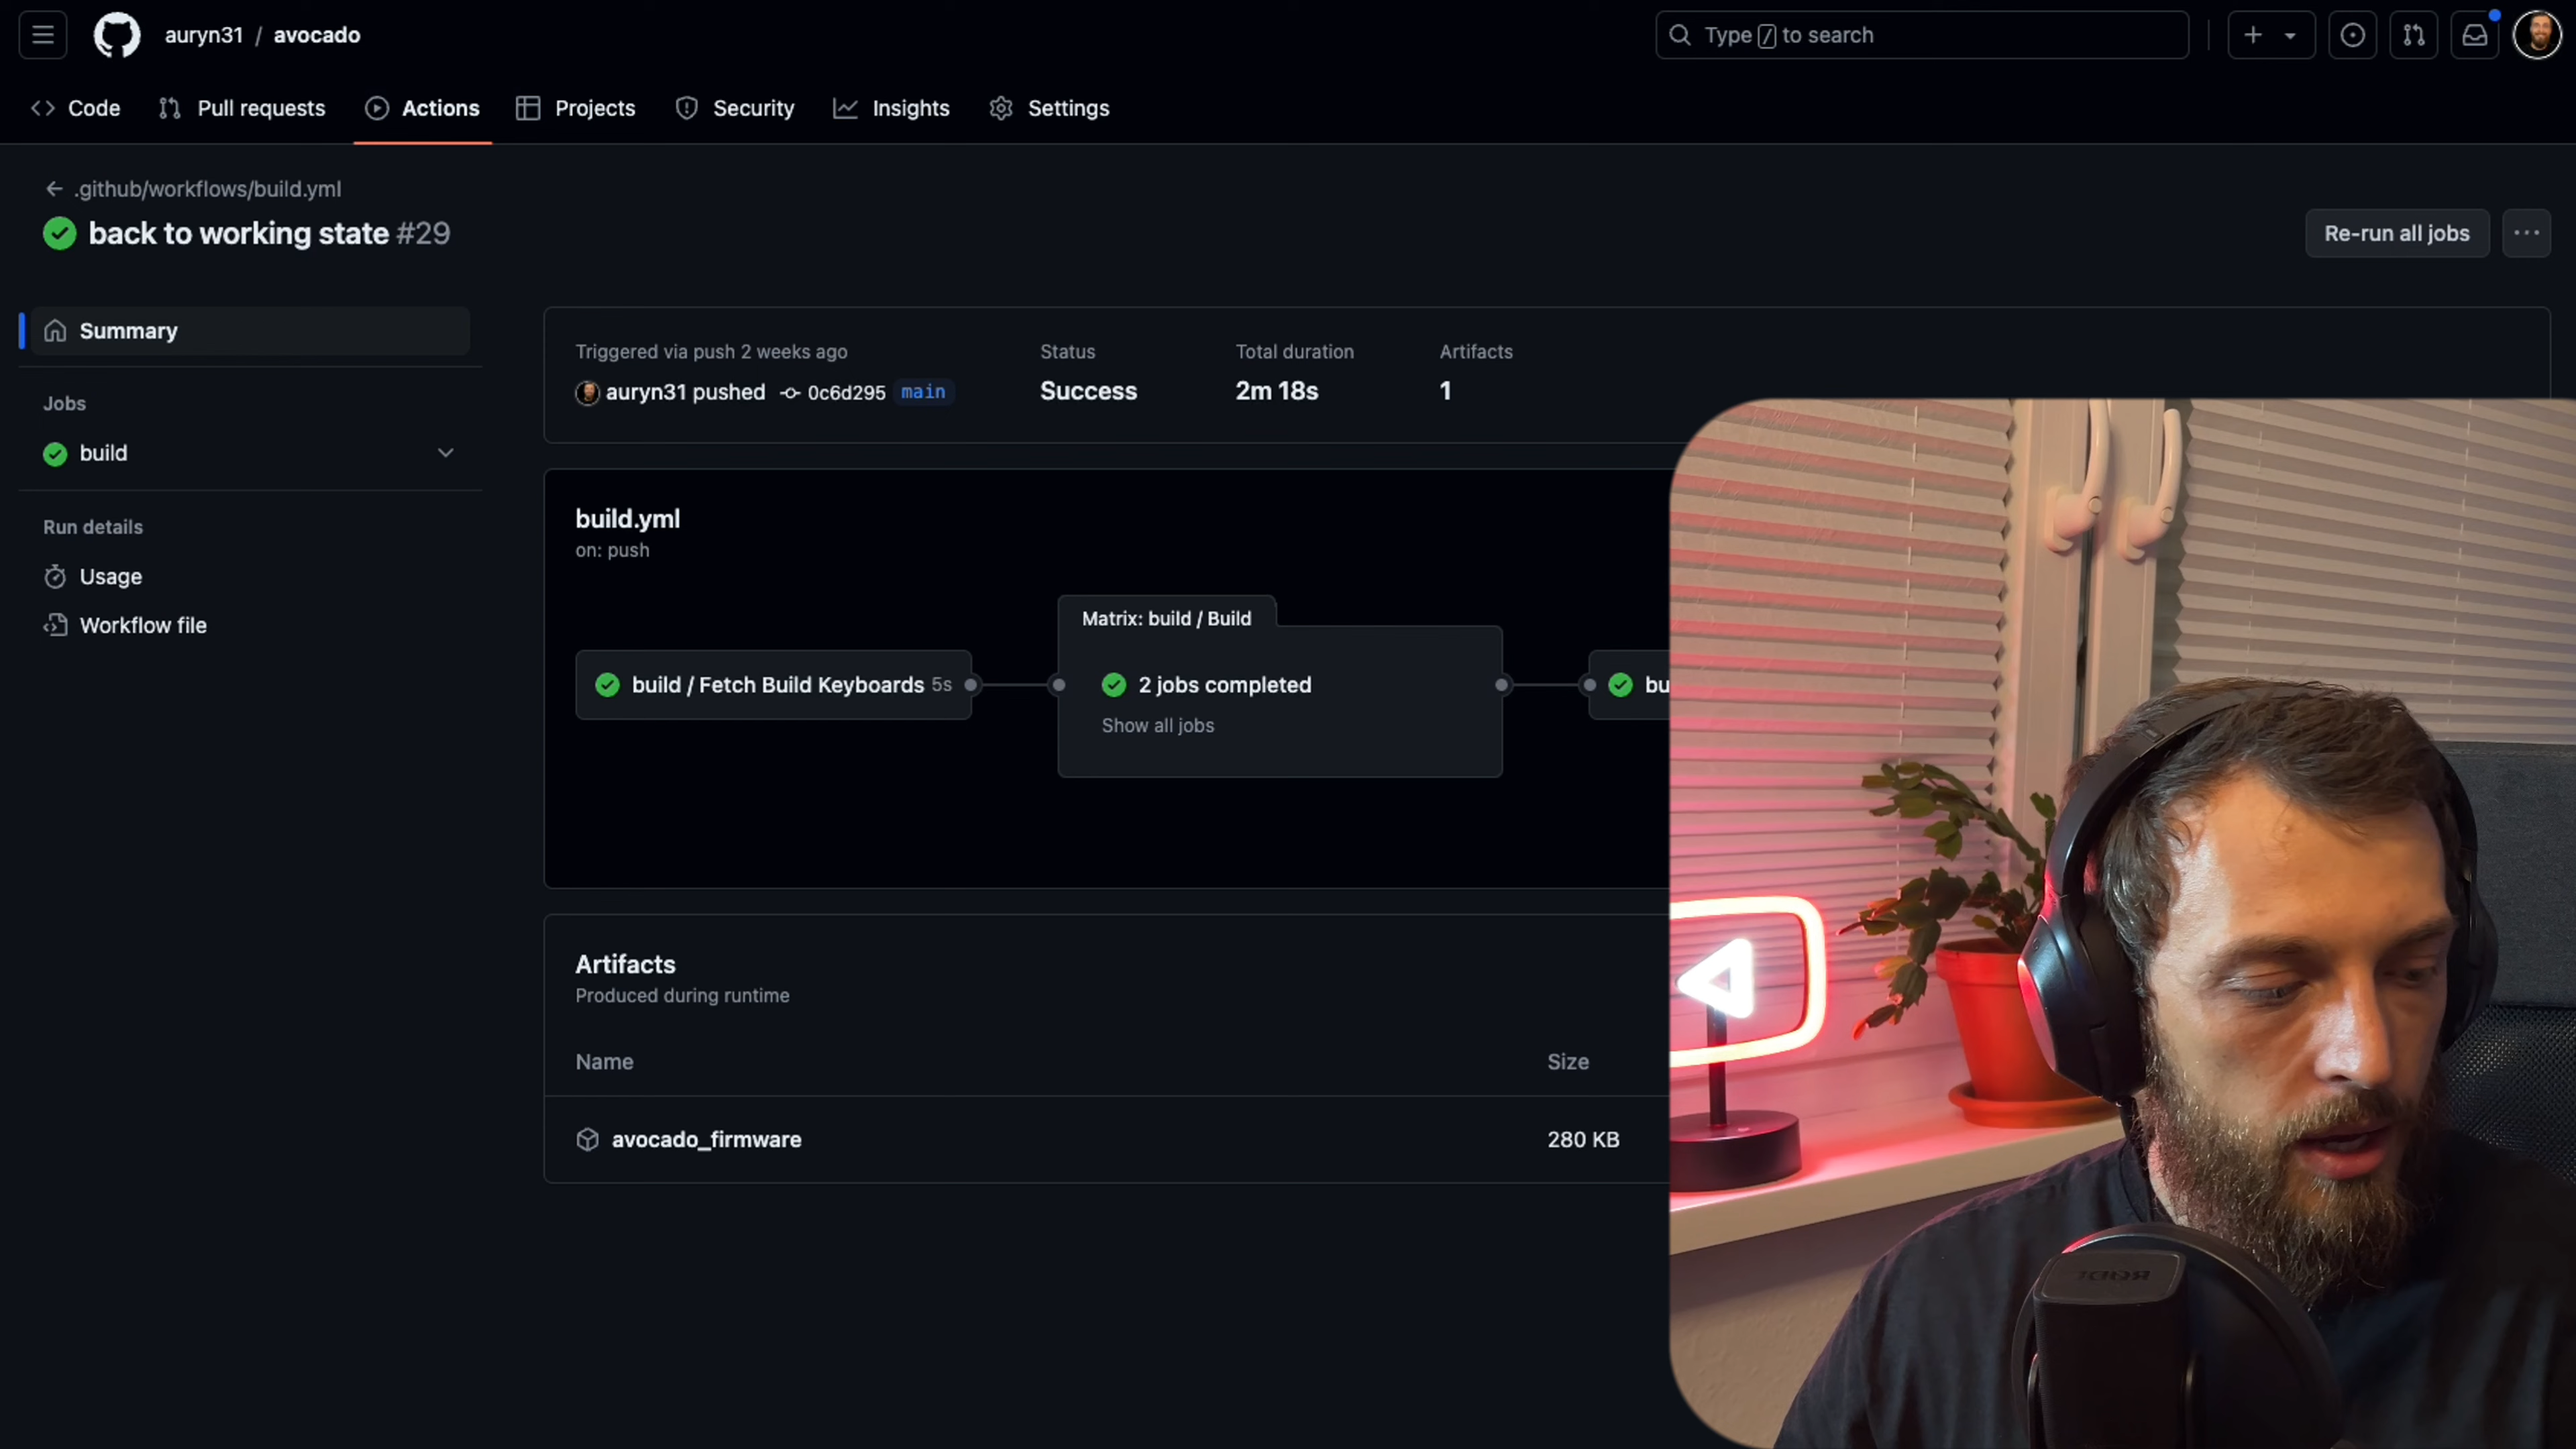 auryn31 / avocado
Type / to search
Code
Pull requests
Actions
Projects
Security
Insights
Settings
.github/workflows/build.yml
back to working state #29
Re-run all jobs
Summary
Triggered via push 2 weeks ago
Status
Total duration
Artifacts
auryn31 pushed 0c6d295 main
Success
2m 18s
1
Jobs
build
Run details
Usage
Workflow file
build.yml
on: push
Matrix: build / Build
build / Fetch Build Keyboards 5s
2 jobs completed
Show all jobs
bu
Artifacts
Produced during runtime
Name
Size
avocado_firmware
280 KB